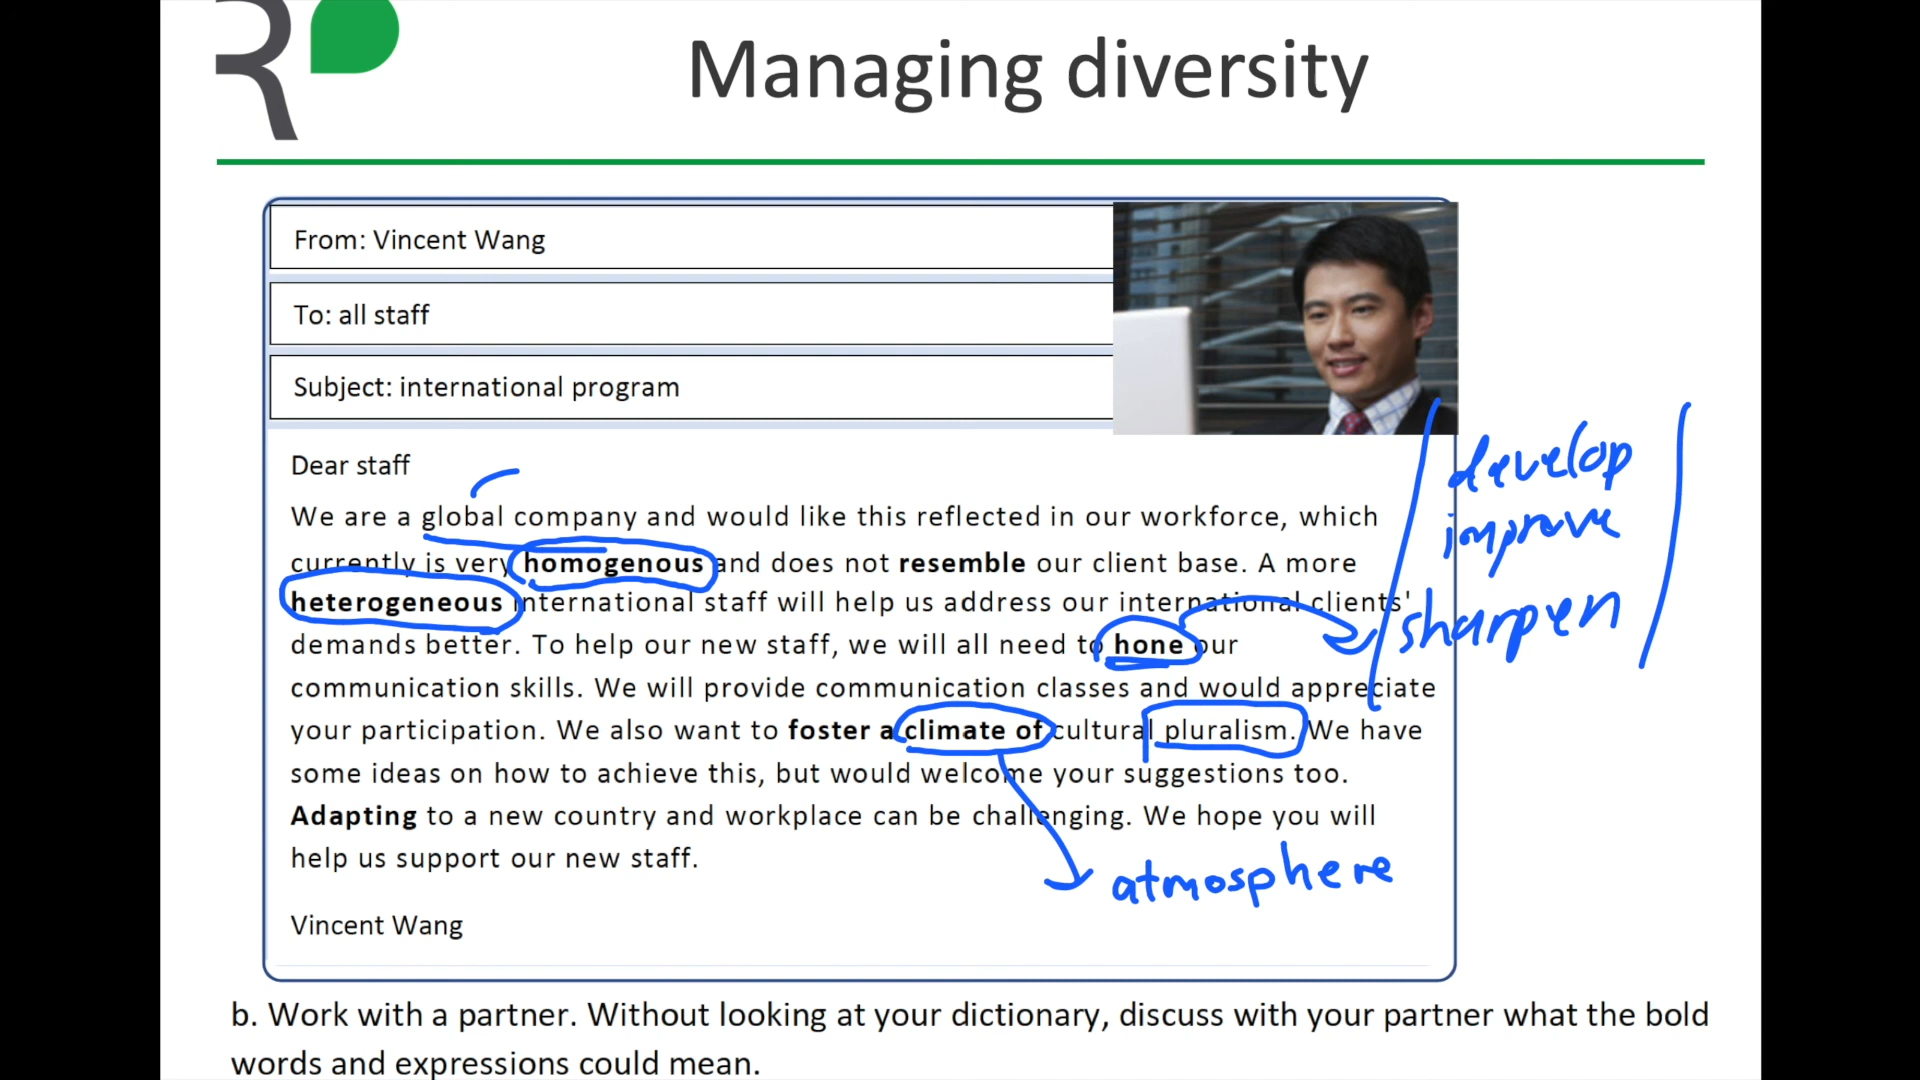 Managing diversity
From: Vincent Wang
To: all staff
Subject: international program
Dear staff
We are a global company and would like this reflected in our workforce, which
currently is very homogenous and does not resemble our client base. A more
heterogeneous international staff will help us address our international clients'
demands better. To help our new staff, we will all need to hone our
communication skills. We will provide communication classes and would appreciate
your participation. We also want to foster a climate of cultural pluralism. We have
some ideas on how to achieve this, but would welcome your suggestions too.
Adapting to a new country and workplace can be challenging. We hope you will
help us support our new staff.
Vincent Wang
develop
improve
sharpen
atmosphere
b. Work with a partner. Without looking at your dictionary, discuss with your partner what the bold
words and expressions could mean.